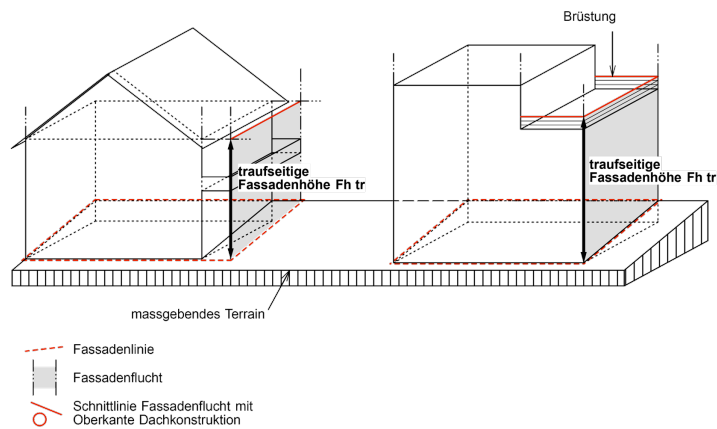 Brüstung
traufseitige
Fassadenhöhe Fh tr
traufseitige
Fassadenhöhe Fh tr
massgebendes Terrain
Fassadenlinie
Fassadenflucht
Schnittlinie Fassadenflucht mit
Oberkante Dachkonstruktion